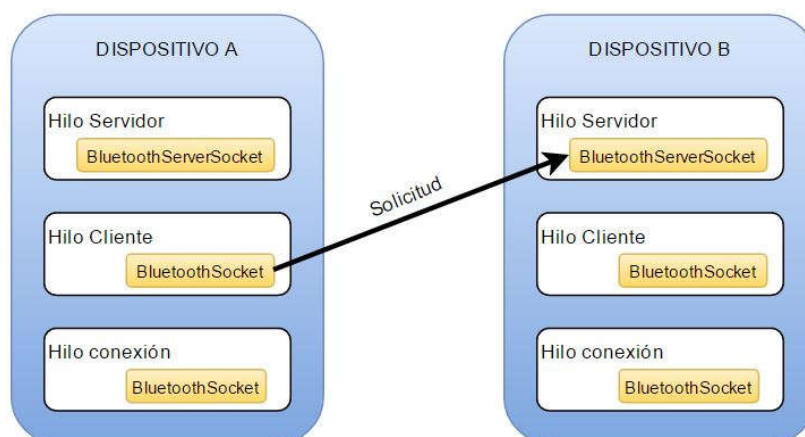 DISPOSITIVO A
Hilo Servidor
BluetoothServerSocket
Hilo Cliente
BluetoothSocket
Hilo conexión
BluetoothSocket
Solicitud
DISPOSITIVO B
Hilo Servidor
BluetoothServerSocket
Hilo Cliente
BluetoothSocket
Hilo conexión
BluetoothSocket